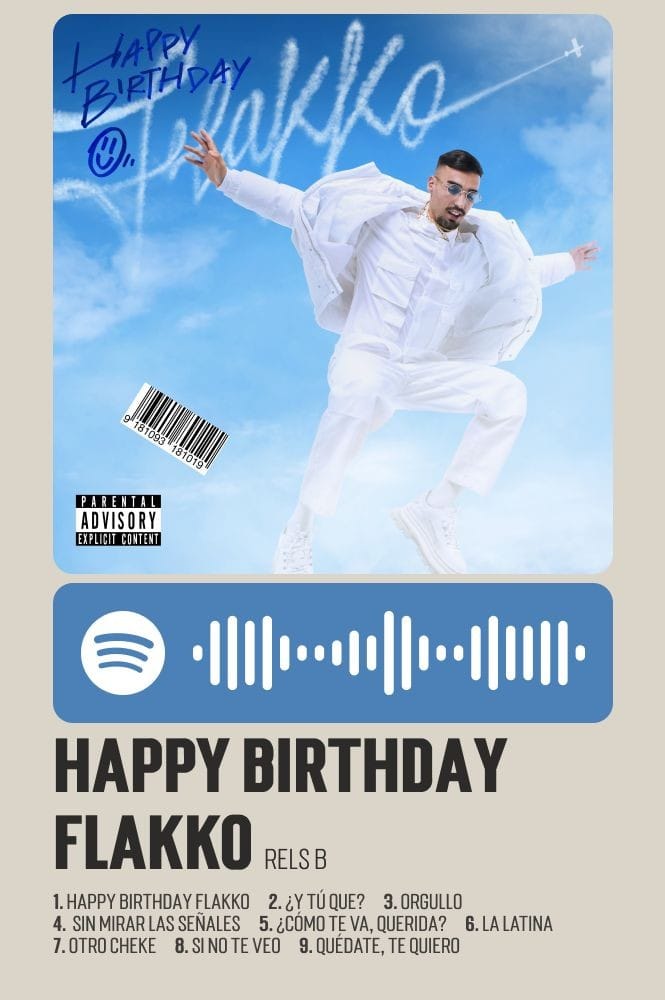 HAPPY
BIRTHDAY
Flakko
9 181093 181019
PARENTAL
ADVISORY
EXPLICIT CONTENT
HAPPY BIRTHDAY
FLAKKO RELS B
1. HAPPY BIRTHDAY FLAKKO 2. ¿Y TÚ QUE? 3. ORGULLO
4. SIN MIRAR LAS SEÑALES 5. ¿CÓMO TE VA, QUERIDA? 6. LA LATINA
7. OTRO CHEKE 8. SI NO TE VEO 9. QUÉDATE, TE QUIERO